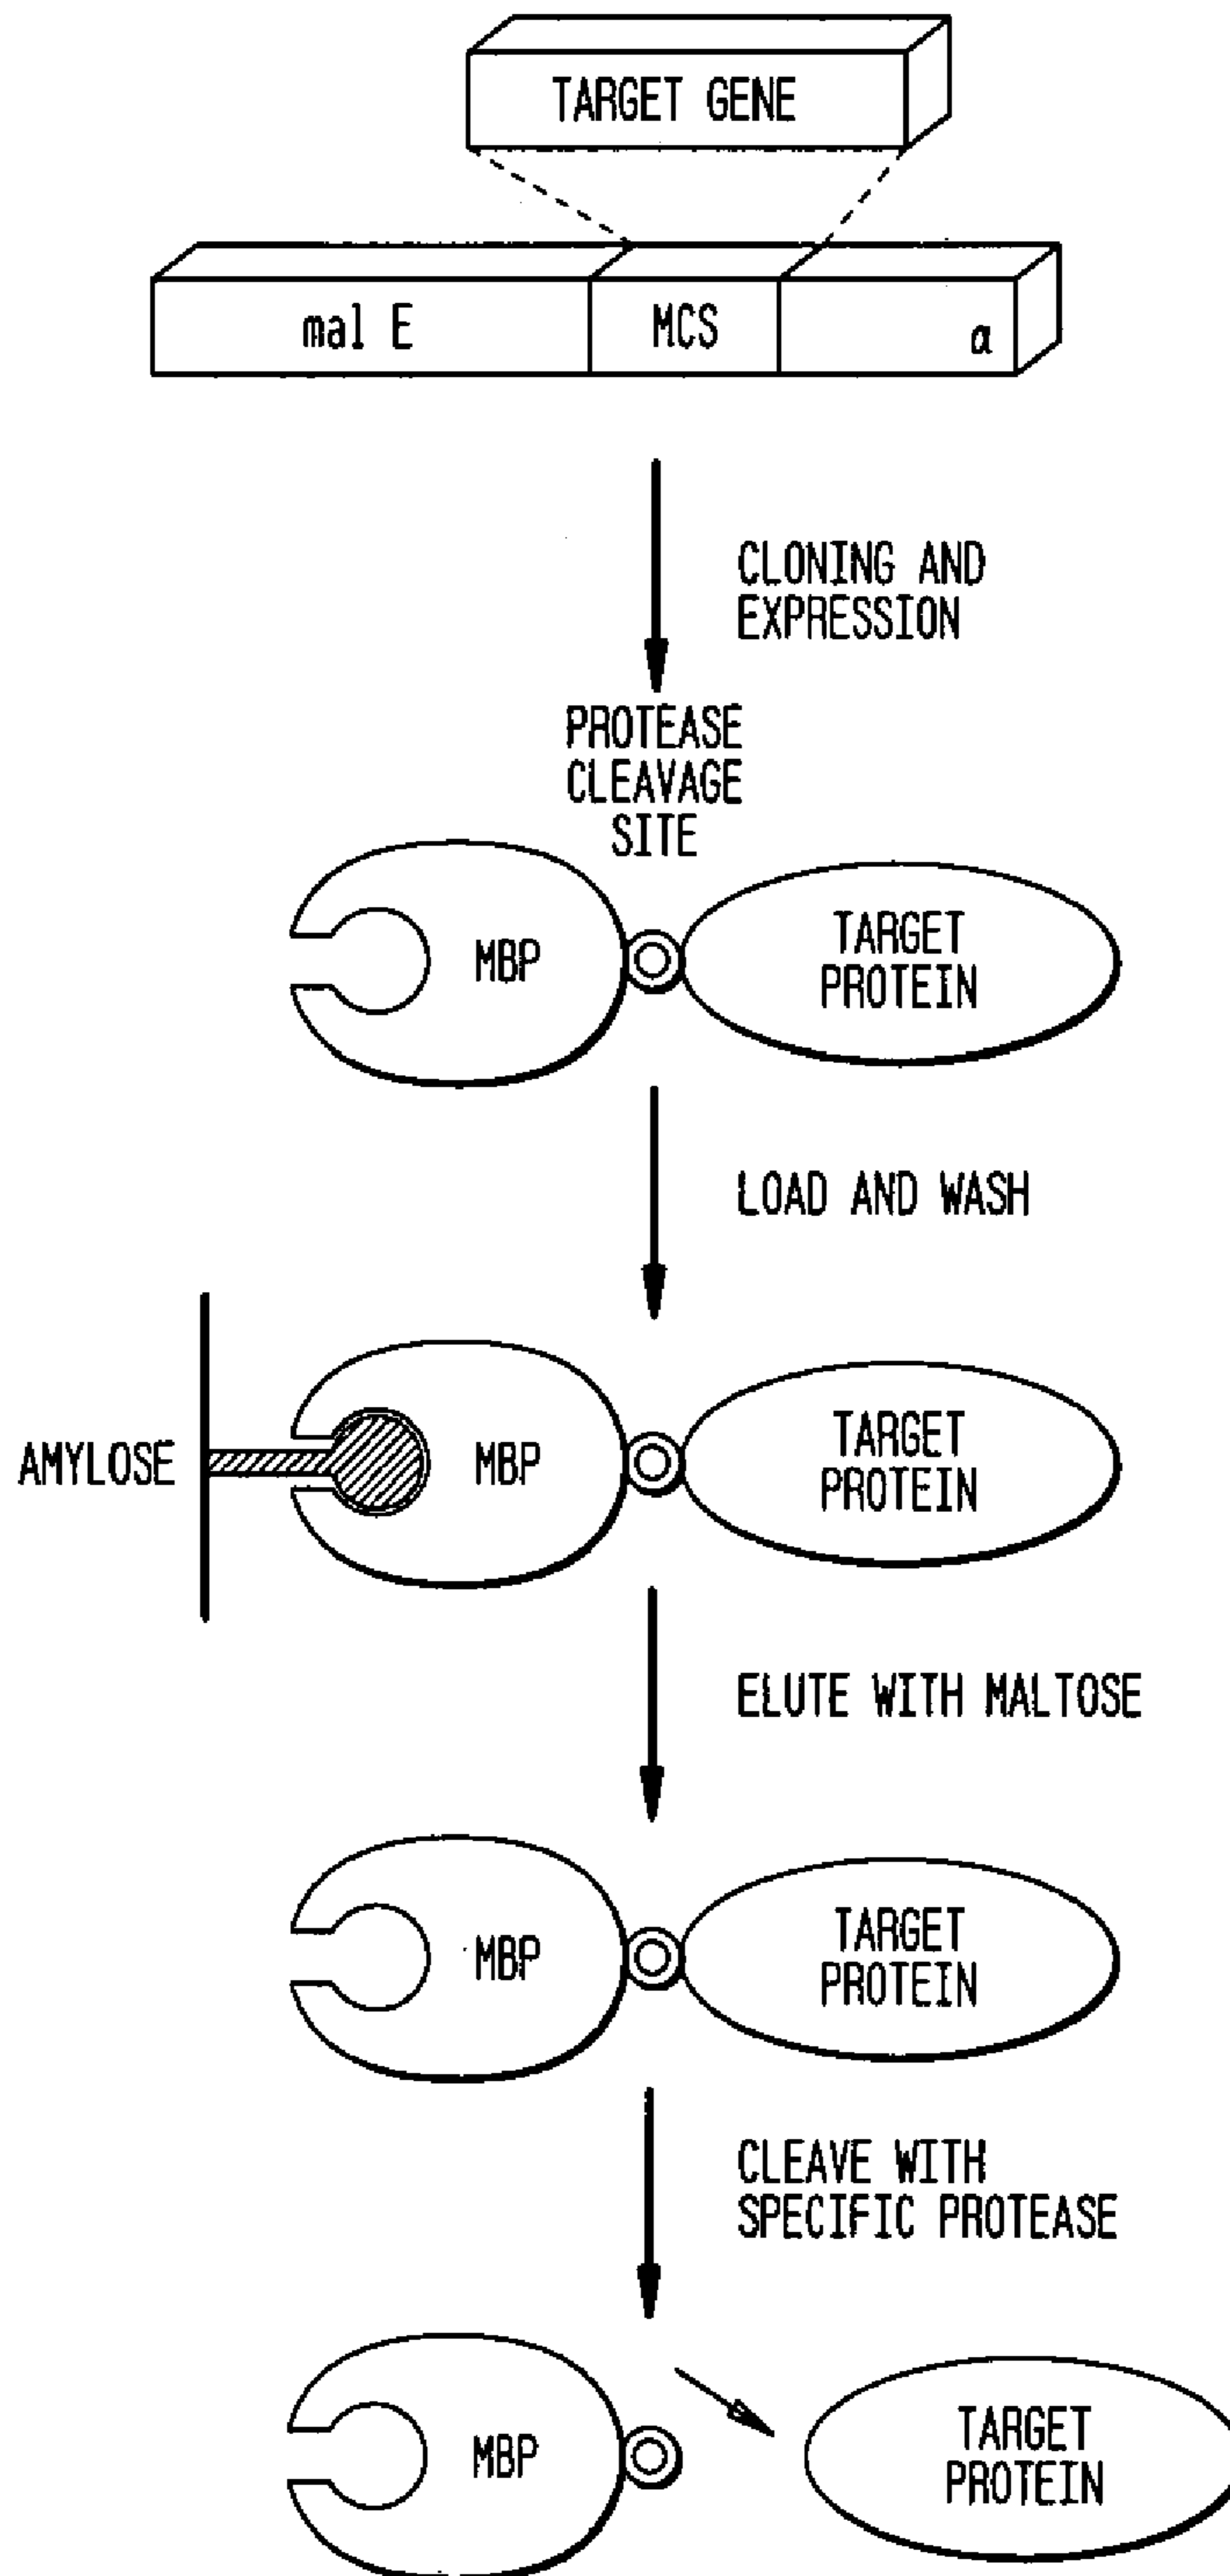 TARGET GENE
mal E
MCS
α
CLONING AND
EXPRESSION
PROTEASE
CLEAVAGE
SITE
MBP
TARGET
PROTEIN
LOAD AND WASH
AMYLOSE
MBP
TARGET
PROTEIN
ELUTE WITH MALTOSE
MBP
TARGET
PROTEIN
CLEAVE WITH
SPECIFIC PROTEASE
MBP
TARGET
PROTEIN